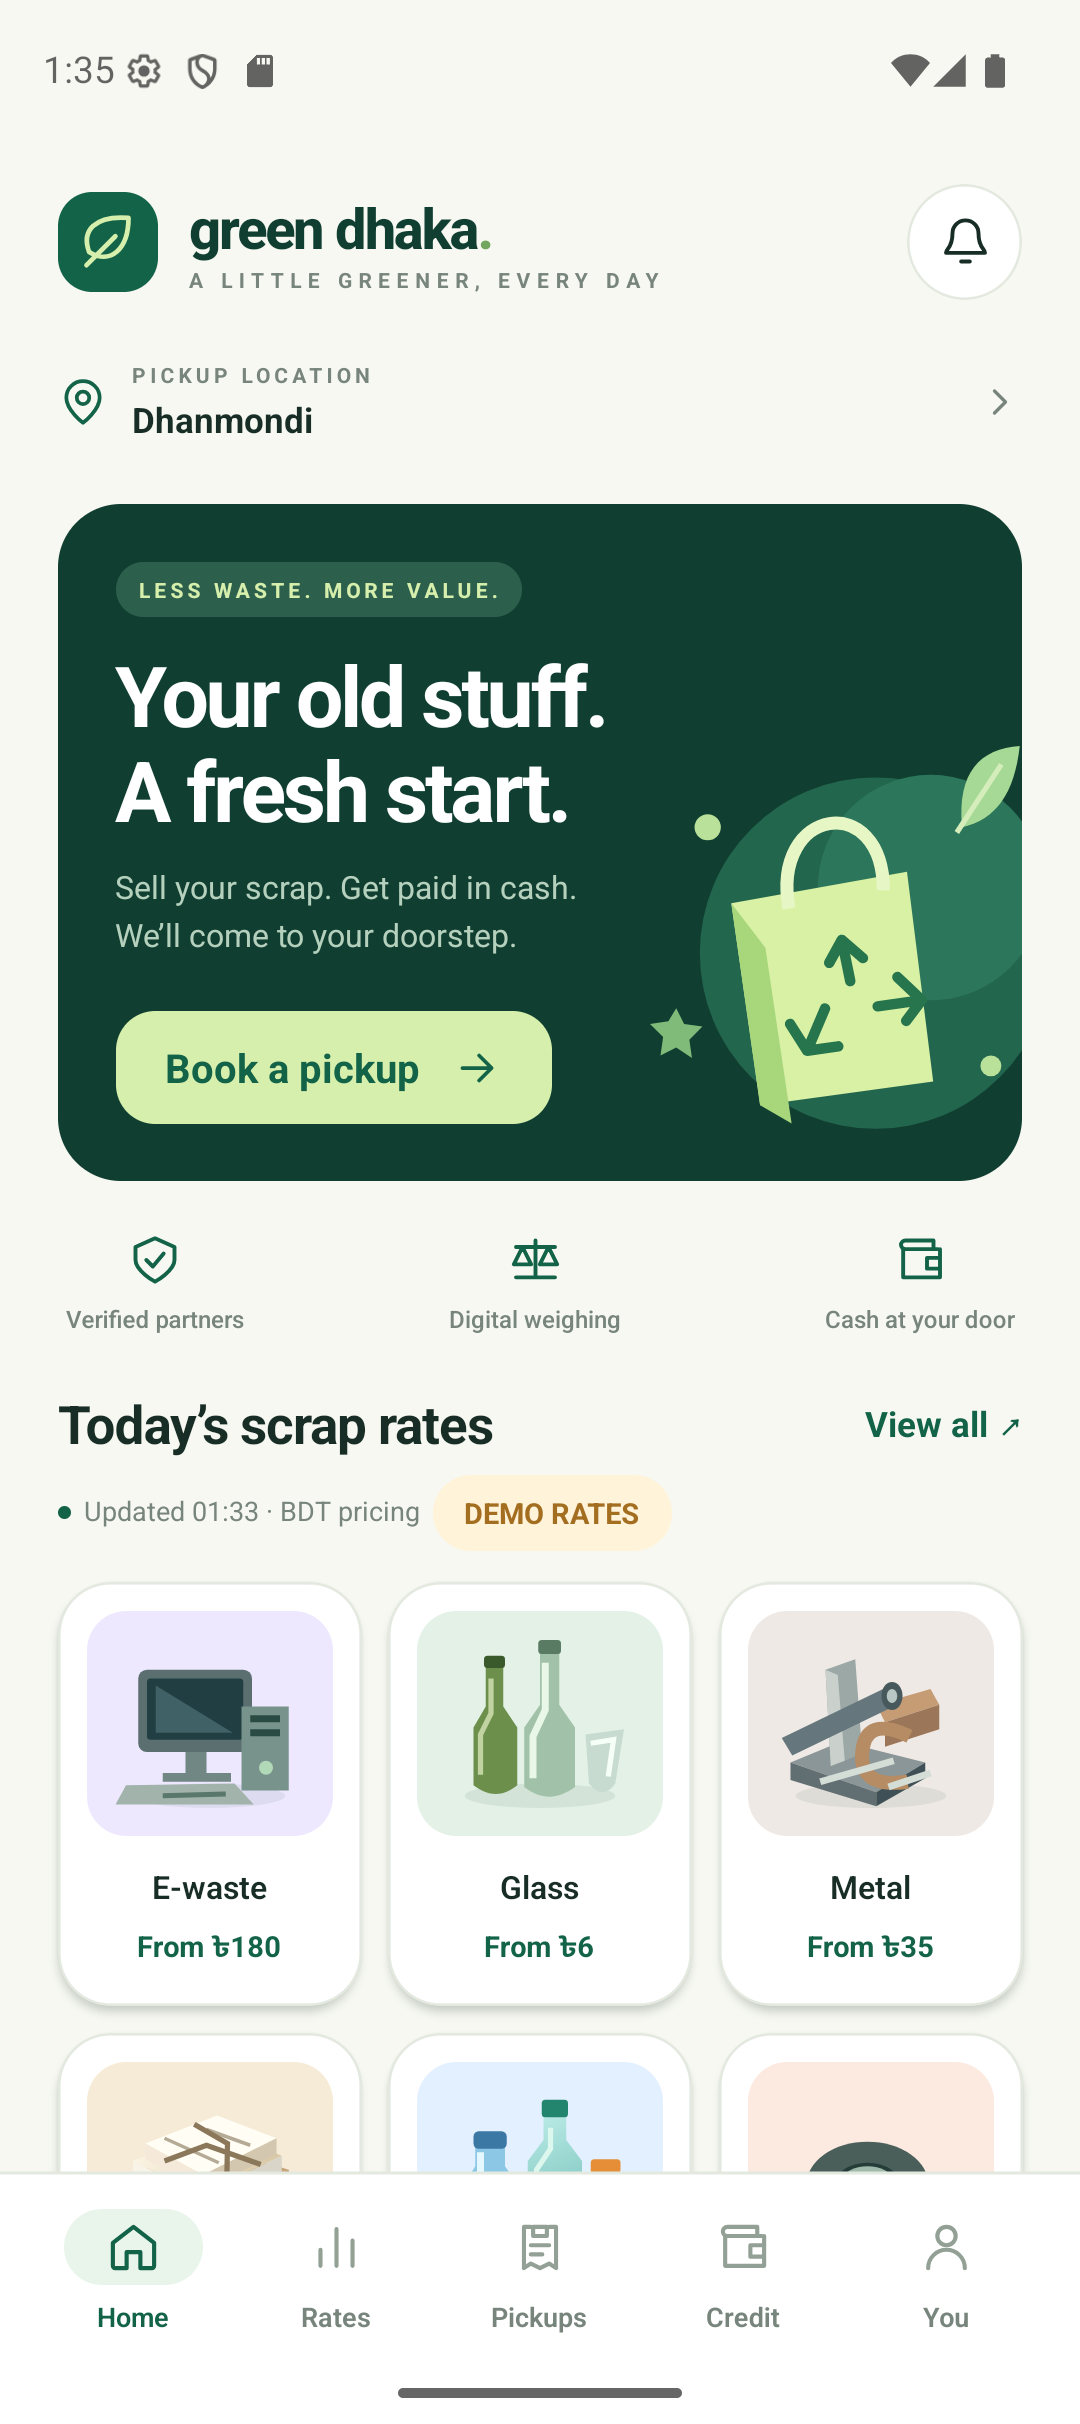 1:35
green dhaka.
A LITTLE GREENER, EVERY DAY
PICKUP LOCATION
Dhanmondi
LESS WASTE. MORE VALUE.
Your old stuff.
A fresh start.
Sell your scrap. Get paid in cash.
We’ll come to your doorstep.
Book a pickup →
Verified partners
Digital weighing
Cash at your door
Today’s scrap rates
View all ↗
Updated 01:33 · BDT pricing
DEMO RATES
E-waste
From ৳180
Glass
From ৳6
Metal
From ৳35
Home
Rates
Pickups
Credit
You